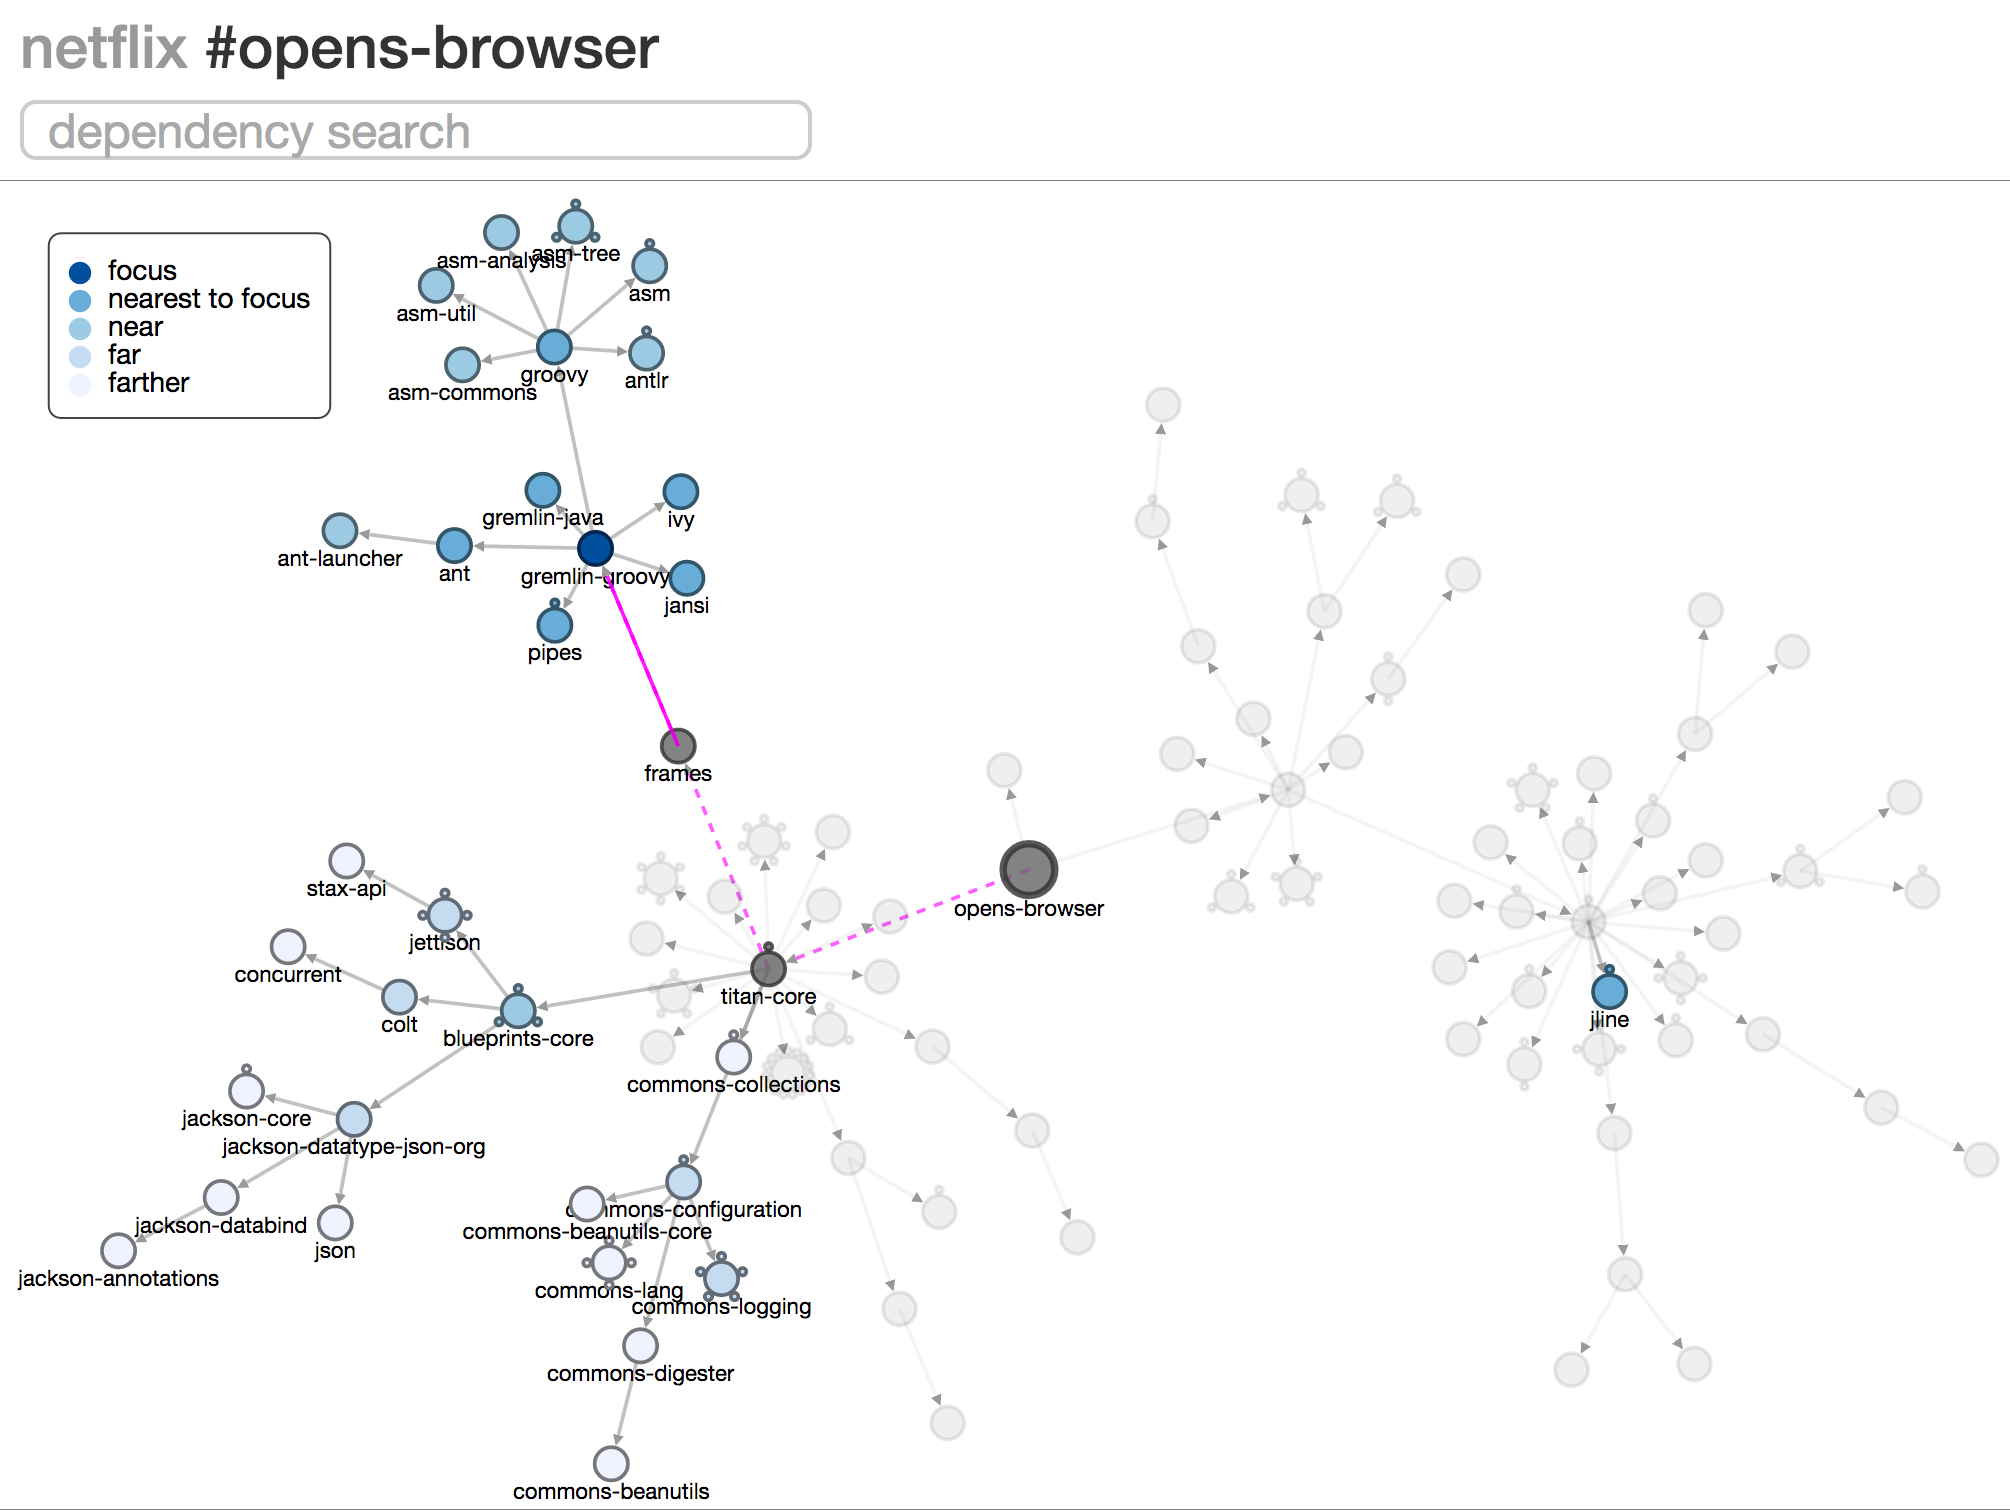 netflix #opens-browser
dependency search
focus
nearest to focus
near
far
farther
asm-tree
asm-analysis
asm
asm-util
groovy
antlr
asm-commons
gremlin-java
ivy
ant-launcher
ant
gremlin-groovy
jansi
pipes
frames
stax-api
opens-browser
jettison
concurrent
titan-core
jline
colt
blueprints-core
commons-collections
jackson-core
jackson-datatype-json-org
commons-configuration
jackson-databind
commons-beanutils-core
json
jackson-annotations
commons-lang
commons-logging
commons-digester
commons-beanutils